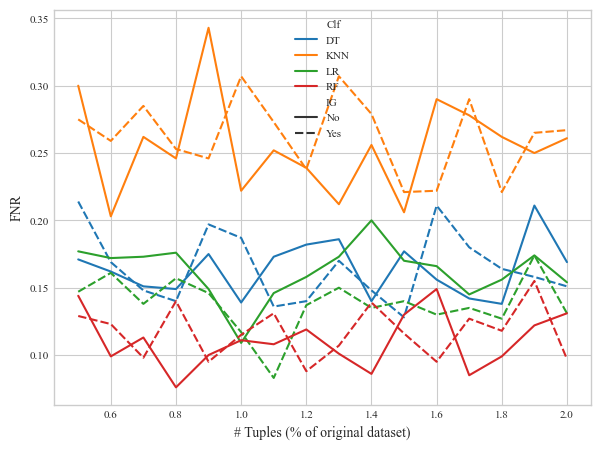 0.35
0.30
0.25
0.20
0.15
0.10
FNR
Clf
DT
KNN
LR
RF
IG
No
Yes
0.6 0.8 1.0 1.2 1.4 1.6 1.8 2.0
# Tuples (% of original dataset)